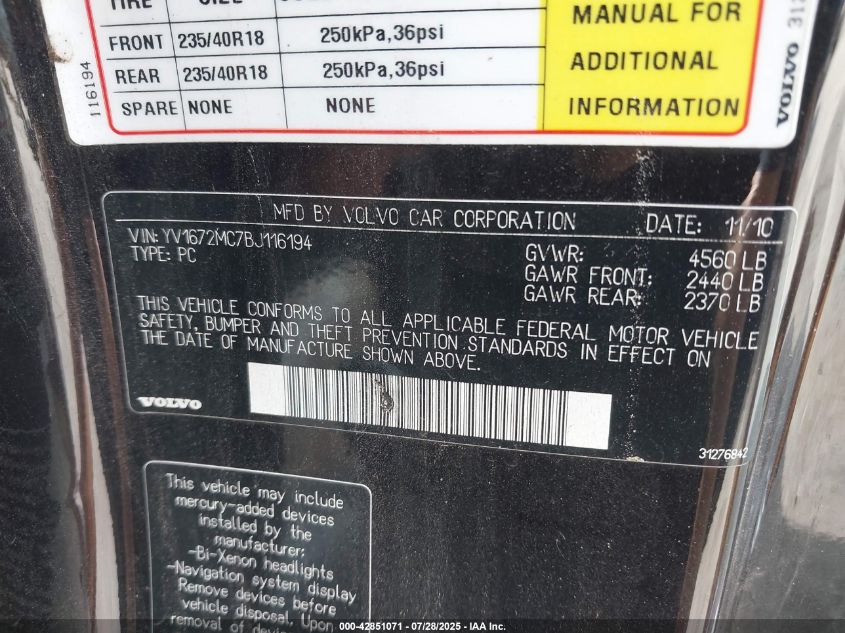 TIRE SIZE
FRONT 235/40R18 250kPa,36psi
REAR 235/40R18 250kPa,36psi
SPARE NONE NONE
MANUAL FOR
ADDITIONAL
INFORMATION
116194
VOLVO 31
MFD BY VOLVO CAR CORPORATION DATE: 11/10
VIN: YV1672MC7BJ116194
TYPE: PC
GVWR: 4560 LB
GAWR FRONT: 2440 LB
GAWR REAR: 2370 LB
THIS VEHICLE CONFORMS TO ALL APPLICABLE FEDERAL MOTOR VEHICLE
SAFETY, BUMPER AND THEFT PREVENTION STANDARDS IN EFFECT ON
THE DATE OF MANUFACTURE SHOWN ABOVE.
VOLVO
31276842
This vehicle may include
mercury-added devices
installed by the
manufacturer:
-Bi-Xenon headlights
-Navigation system display
Remove devices before
vehicle disposal. Upon
removal of
000-42851071 - 07/28/2025 - IAA Inc.